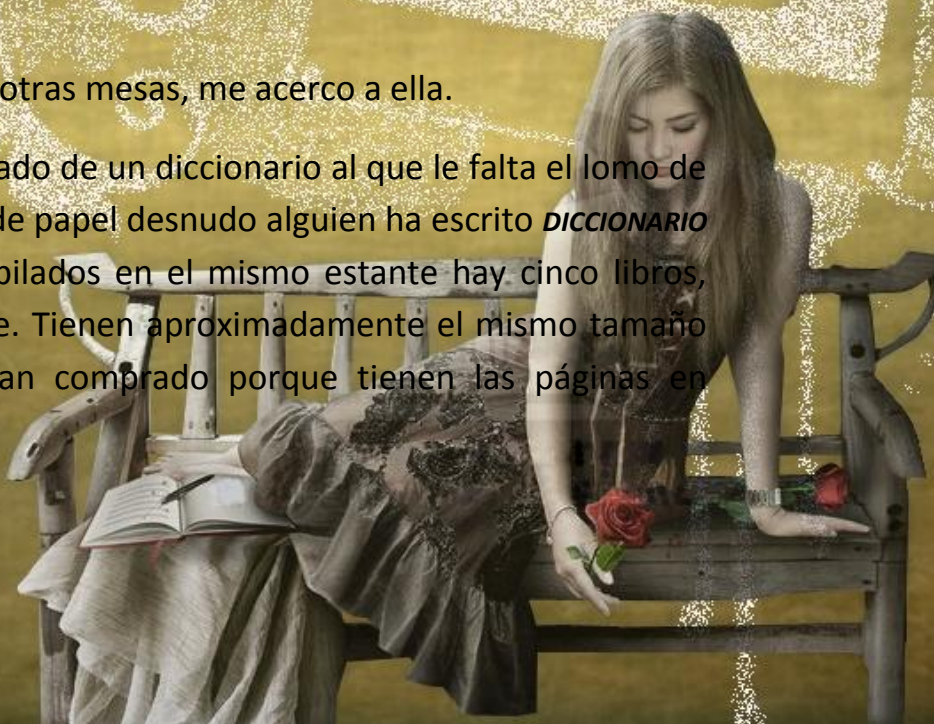 otras mesas, me acerco a ella.
ado de un diccionario al que le falta el lomo de
de papel desnudo alguien ha escrito DICCIONARIO
pilados en el mismo estante hay cinco libros,
e. Tienen aproximadamente el mismo tamaño
an comprado porque tienen las páginas en